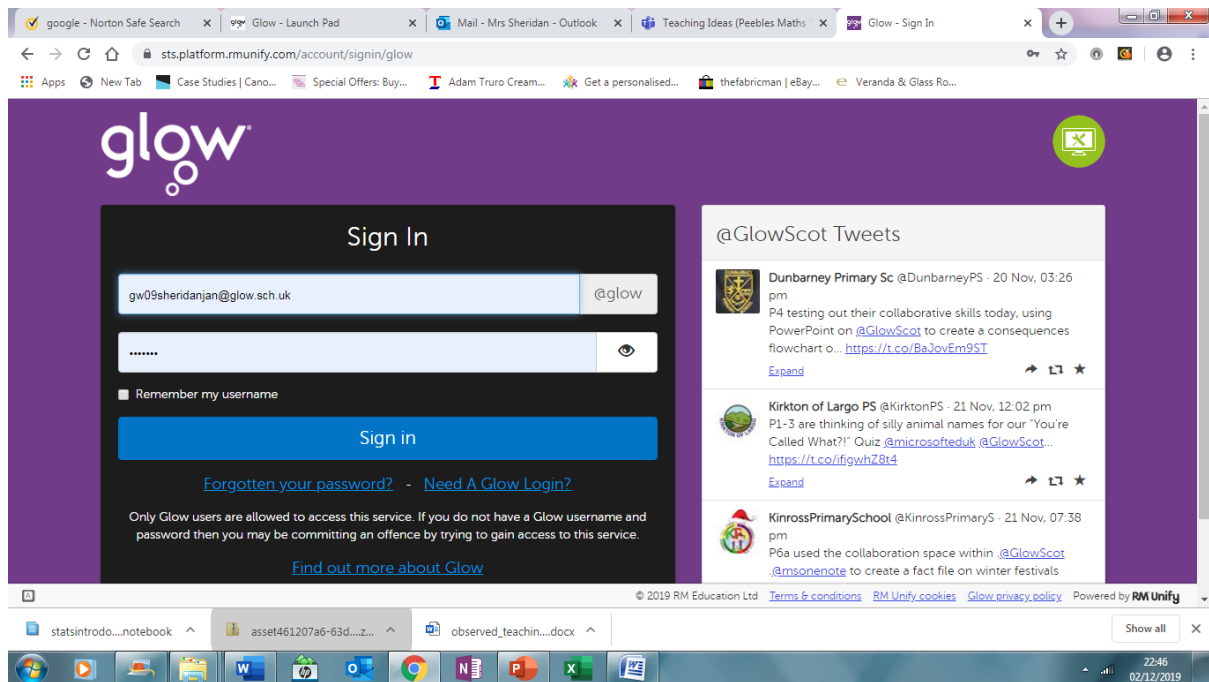 google - Norton Safe Search
Glow - Launch Pad
Mail - Mrs Sheridan - Outlook
Teaching Ideas (Peebles Maths
Glow - Sign In
sts.platform.rmunify.com/account/signin/glow
Apps
New Tab
Case Studies | Cano...
Special Offers: Buy...
Adam Truro Cream...
Get a personalised...
thefabricman | eBay...
Veranda & Glass Ro...
glow
Sign In
gw09sheridanjan@glow.sch.uk
@glow
•••••••
Remember my username
Sign in
Forgotten your password? - Need A Glow Login?
Only Glow users are allowed to access this service. If you do not have a Glow username and
password then you may be committing an offence by trying to gain access to this service.
Find out more about Glow
@GlowScot Tweets
Dunbarney Primary Sc @DunbarneyPS · 20 Nov, 03:26
pm
P4 testing out their collaborative skills today, using
PowerPoint on @GlowScot to create a consequences
flowchart o... https://t.co/BaJovEm9ST
Expand
Kirkton of Largo PS @KirktonPS · 21 Nov, 12:02 pm
P1-3 are thinking of silly animal names for our "You're
Called What?!" Quiz @microsofteduk @GlowScot...
https://t.co/ifigwhZ8t4
Expand
KinrossPrimarySchool @KinrossPrimaryS · 21 Nov, 07:38
pm
P6a used the collaboration space within .@GlowScot
.@msonenote to create a fact file on winter festivals
© 2019 RM Education Ltd Terms & conditions RM Unify cookies Glow privacy policy Powered by RM Unify
statsintrodo....notebook
asset461207a6-63d....z...
observed_teachin....docx
Show all
22:46
02/12/2019